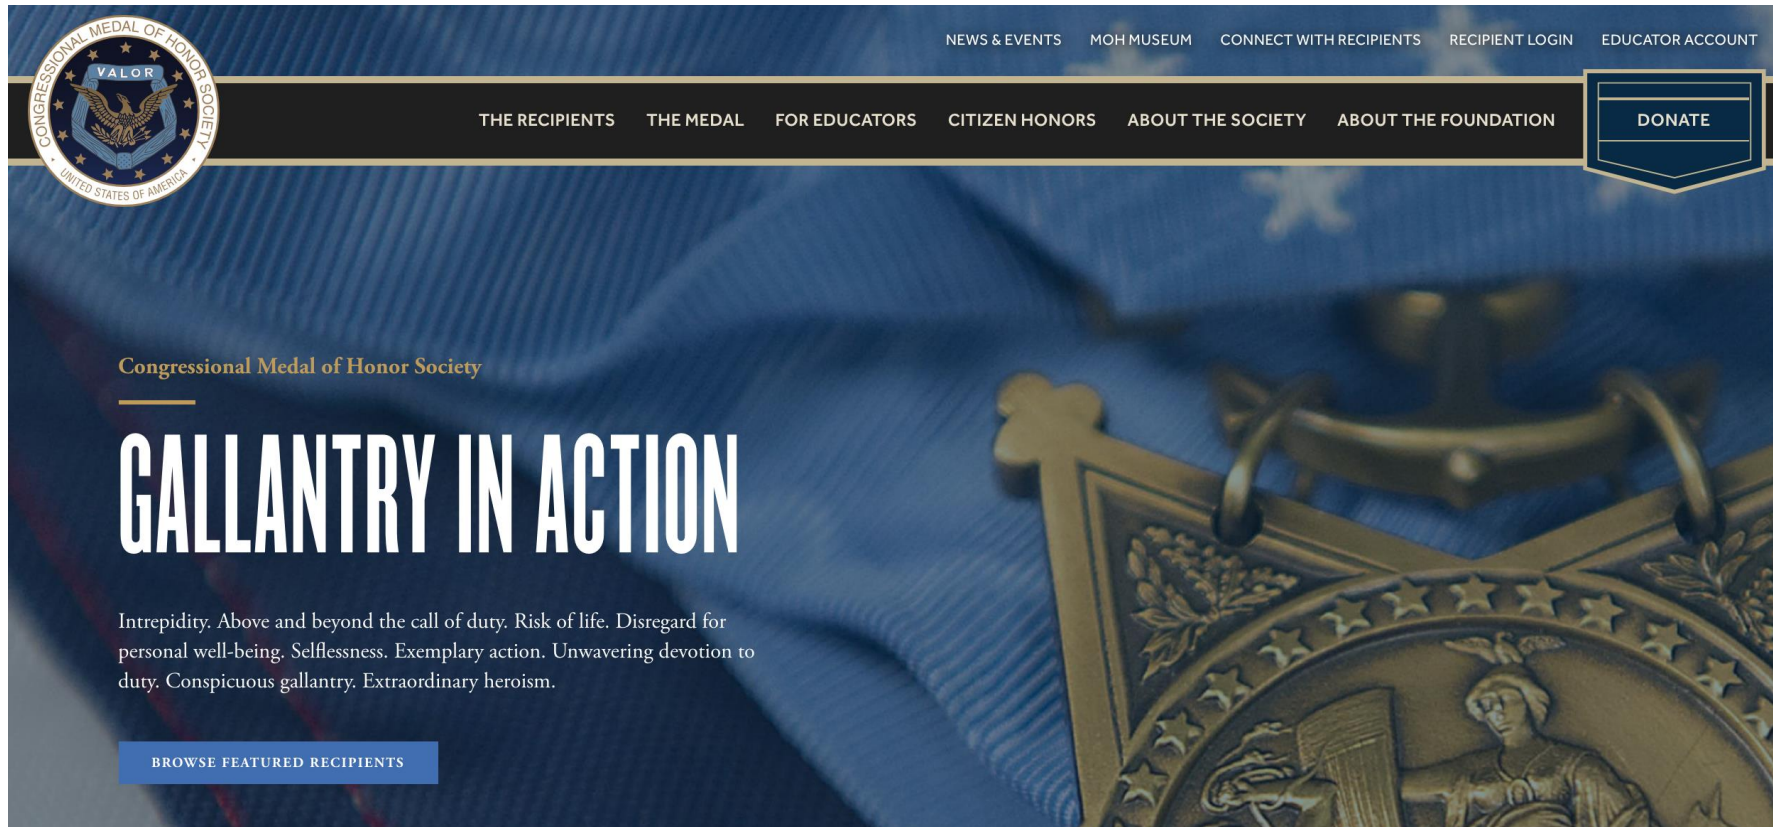 CONGRESSIONAL MEDAL OF HONOR SOCIETY
VALOR
UNITED STATES OF AMERICA
NEWS & EVENTS MOH MUSEUM CONNECT WITH RECIPIENTS RECIPIENT LOGIN EDUCATOR ACCOUNT
THE RECIPIENTS THE MEDAL FOR EDUCATORS CITIZEN HONORS ABOUT THE SOCIETY ABOUT THE FOUNDATION DONATE
Congressional Medal of Honor Society
GALLANTRY IN ACTION
Intrepidity. Above and beyond the call of duty. Risk of life. Disregard for
personal well-being. Selflessness. Exemplary action. Unwavering devotion to
duty. Conspicuous gallantry. Extraordinary heroism.
BROWSE FEATURED RECIPIENTS